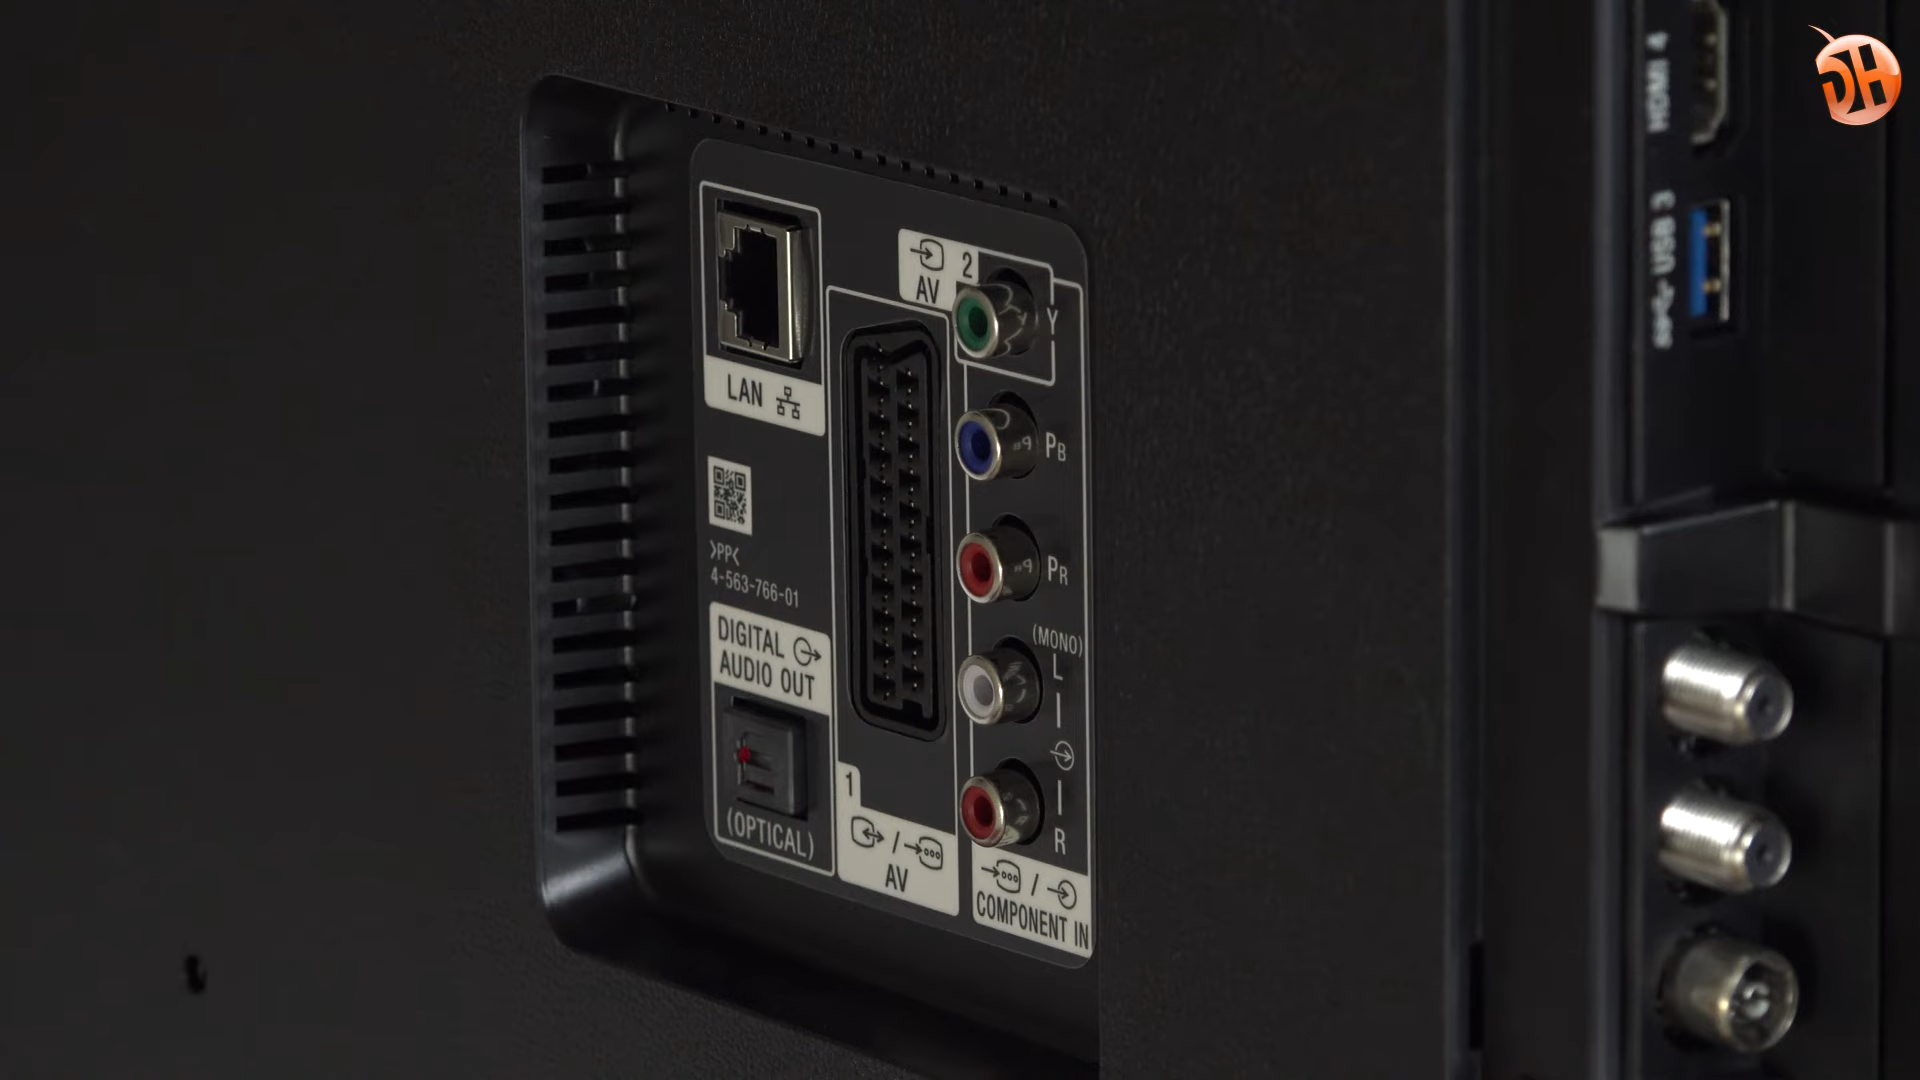 LAN
>PP<
4-563-766-01
DIGITAL
AUDIO OUT
(OPTICAL)
1
/
AV
2
AV
Y
PB
PR
(MONO)
L
R
/
COMPONENT IN
HDMI 4
USB 3
DH